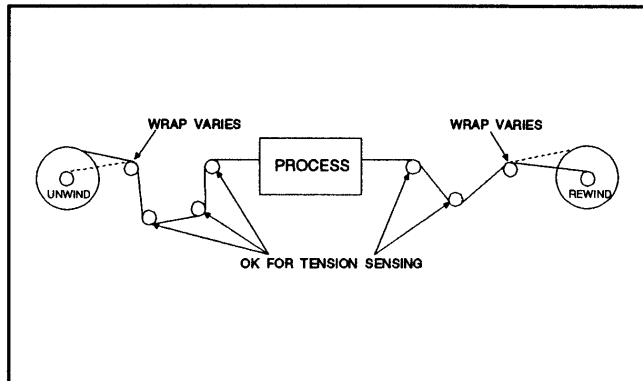 WRAP VARIES
WRAP VARIES
PROCESS
UNWIND
REWIND
OK FOR TENSION SENSING